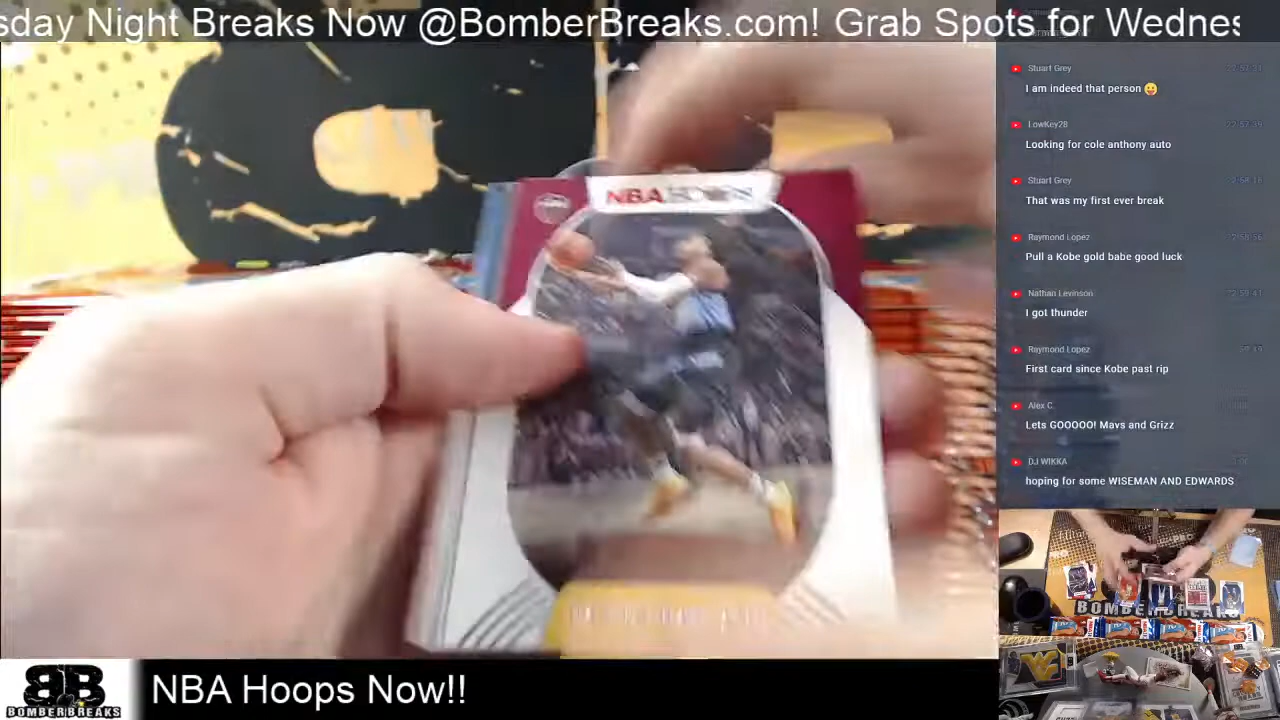 sday Night Breaks Now @BomberBreaks.com! Grab Spots for Wednes
Stuart Grey
I am indeed that person 😛
LowKey28
Looking for cole anthony auto
Stuart Grey
That was my first ever break
Raymond Lopez
Pull a Kobe gold babe good luck
Nathan Levinson
I got thunder
Raymond Lopez
First card since Kobe past rip
Alex C.
Lets GOOOOO! Mavs and Grizz
DJ WIKKA
hoping for some WISEMAN AND EDWARDS
NBA HOOPS
BOMBERBREAKS
BB
BOMBERBREAKS
NBA Hoops Now!!